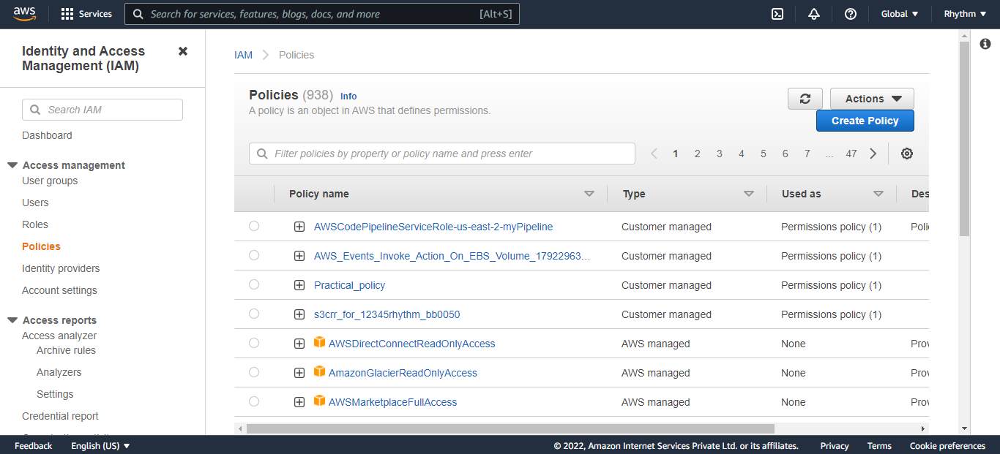 aws Services Search for services, features, blogs, docs, and more [Alt+S] Global Rhythm
Identity and Access
Management (IAM)
Search IAM
Dashboard
Access management
User groups
Users
Roles
Policies
Identity providers
Account settings
Access reports
Access analyzer
Archive rules
Analyzers
Settings
Credential report
IAM Policies
Policies (938) Info
A policy is an object in AWS that defines permissions.
Actions
Create Policy
Filter policies by property or policy name and press enter
1 2 3 4 5 6 7 ... 47
Policy name Type Used as Des
AWSCodePipelineServiceRole-us-east-2-myPipeline Customer managed Permissions policy (1) Polic
AWS_Events_Invoke_Action_On_EBS_Volume_17922963... Customer managed Permissions policy (1)
Practical_policy Customer managed Permissions policy (1)
s3crr_for_12345rhythm_bb0050 Customer managed Permissions policy (1)
AWSDirectConnectReadOnlyAccess AWS managed None Prov
AmazonGlacierReadOnlyAccess AWS managed None Prov
AWSMarketplaceFullAccess AWS managed None Prov
Feedback English (US) © 2022, Amazon Internet Services Private Ltd. or its affiliates. Privacy Terms Cookie preferences